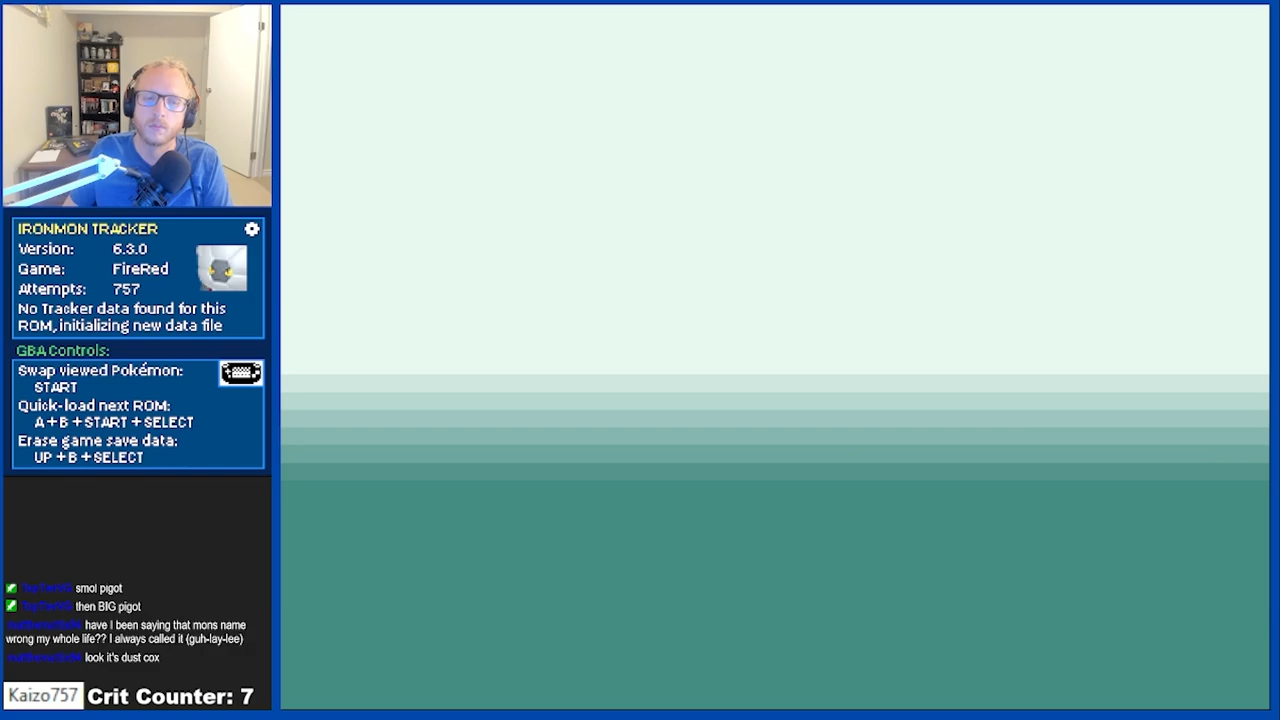 IRONMON TRACKER
Version: 6.3.0
Game: FireRed
Attempts: 757
No Tracker data found for this
ROM, initializing new data file
GBA Controls:
Swap viewed Pokémon:
START
Quick-load next ROM:
A + B + START + SELECT
Erase game save data:
UP + B + SELECT
smol pigot
then BIG pigot
have I been saying that mons name
wrong my whole life?? I always called it (guh-lay-lee)
look it's dust cox
Kaizo757 Crit Counter: 7